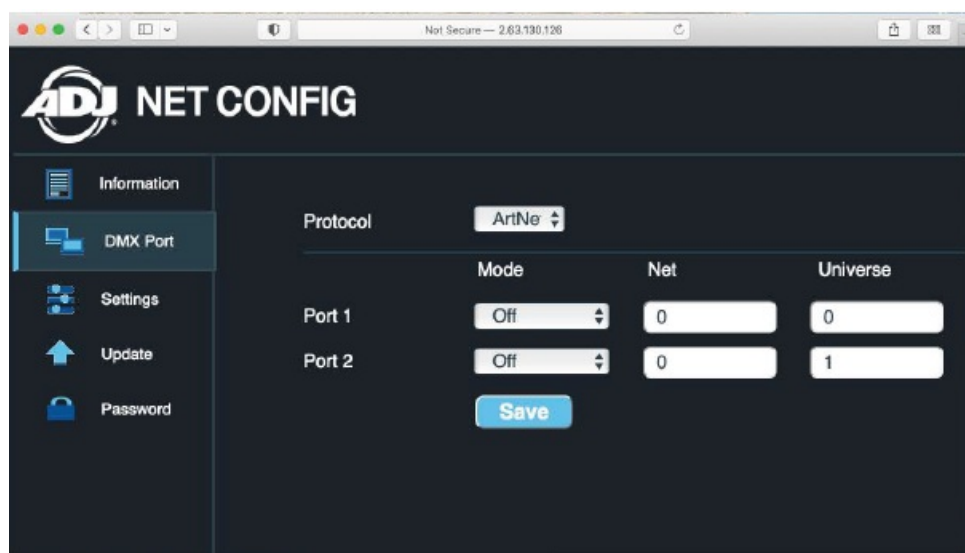 Not Secure — 2.63.130.126
ADJ NET CONFIG
Information
DMX Port
Settings
Update
Password
Protocol ArtNe
Mode Net Universe
Port 1 Off 0 0
Port 2 Off 0 1
Save